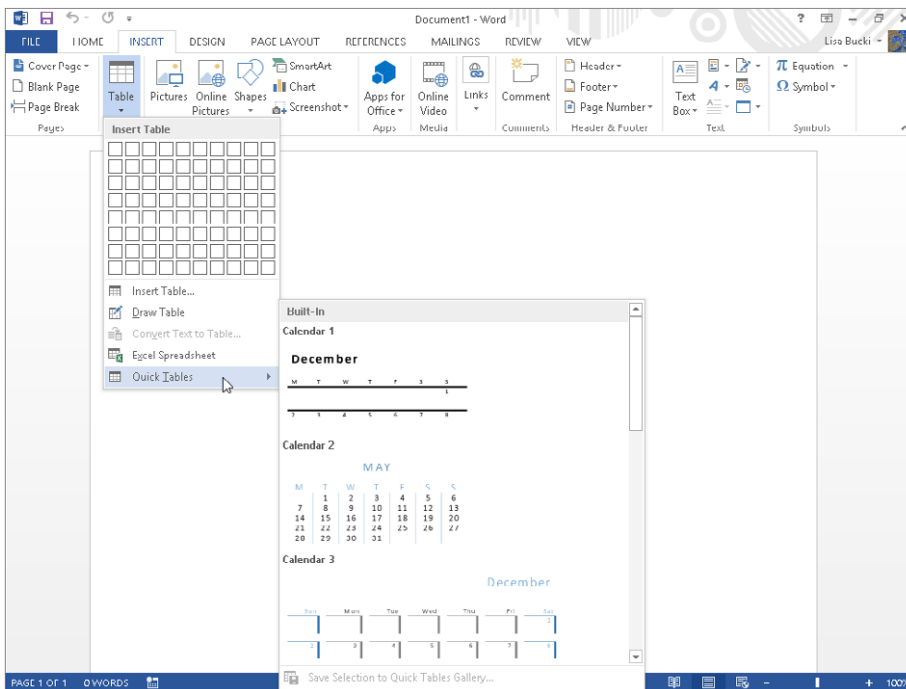 Document1 - Word
FILE HOME INSERT DESIGN PAGE LAYOUT REFERENCES MAILINGS REVIEW VIEW Lisa Bucki
Cover Page
Blank Page
Page Break
Pages
Table
Pictures
Online Pictures
Shapes
SmartArt
Chart
Screenshot
Apps for Office
Apps
Online Video
Media
Links
Comment
Comments
Header
Footer
Page Number
Header & Footer
Text Box
Text
π Equation
Ω Symbol
Symbols
Insert Table
Insert Table...
Draw Table
Convert Text to Table...
Excel Spreadsheet
Quick Tables
Built-In
Calendar 1
December
M T W T F S S
1
2 3 4 5 6 7 8
Calendar 2
MAY
M T W T F S S
1 2 3 4 5 6
7 8 9 10 11 12 13
14 15 16 17 18 19 20
21 22 23 24 25 26 27
28 29 30 31
Calendar 3
December
Sun Mon Tue Wed Thu Fri Sat
1
2 3 4 5 6 7 8
Save Selection to Quick Tables Gallery...
PAGE 1 OF 1 0 WORDS 100%